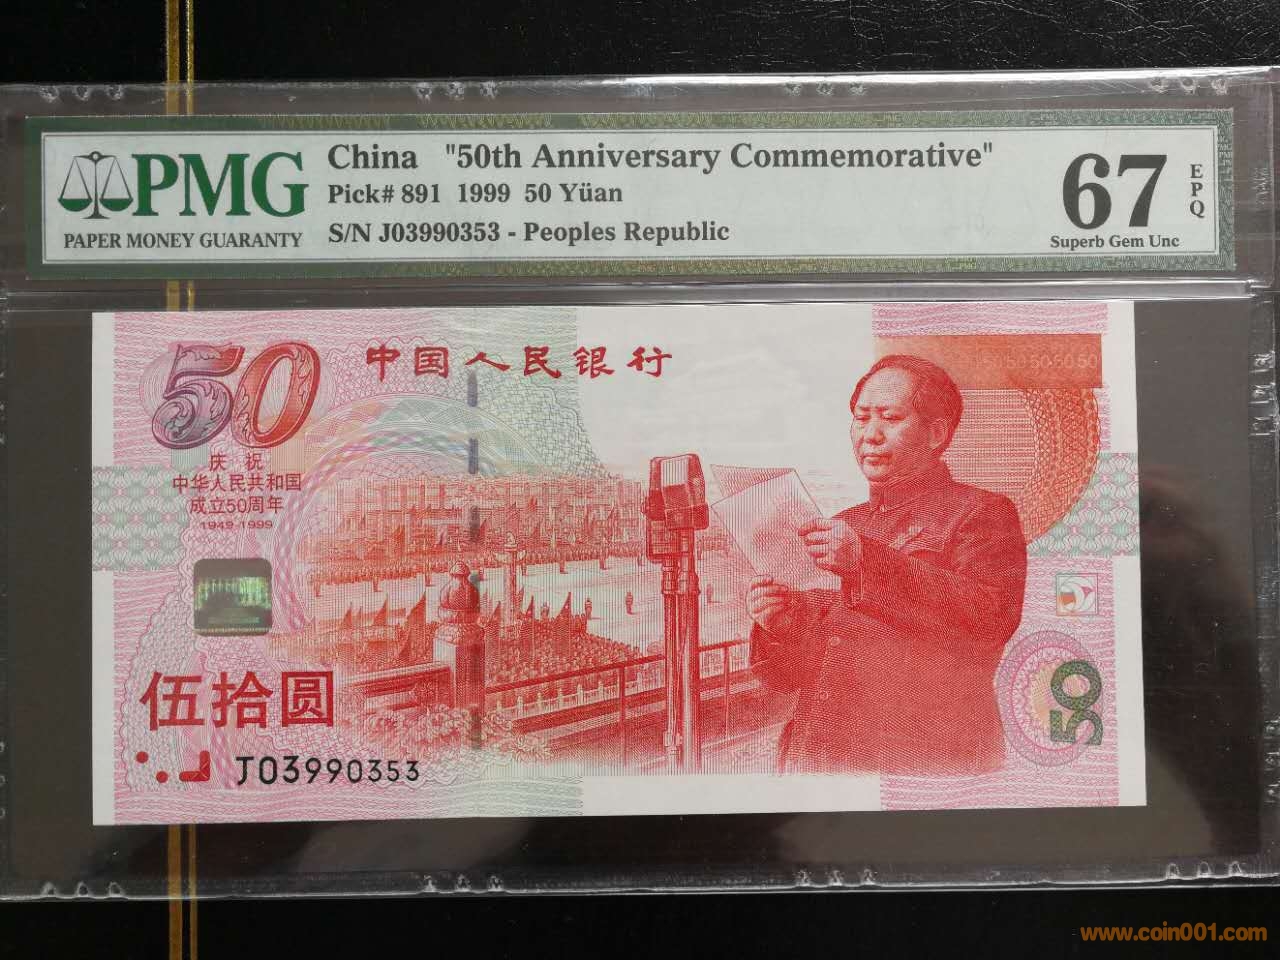 PMG
PAPER MONEY GUARANTY
China "50th Anniversary Commemorative"
Pick# 891 1999 50 Yüan
S/N J03990353 - Peoples Republic
67
EPQ
Superb Gem Unc
50
中国人民银行
庆祝
中华人民共和国
成立50周年
1949-1999
伍拾圆
J03990353
50
www.coin001.com